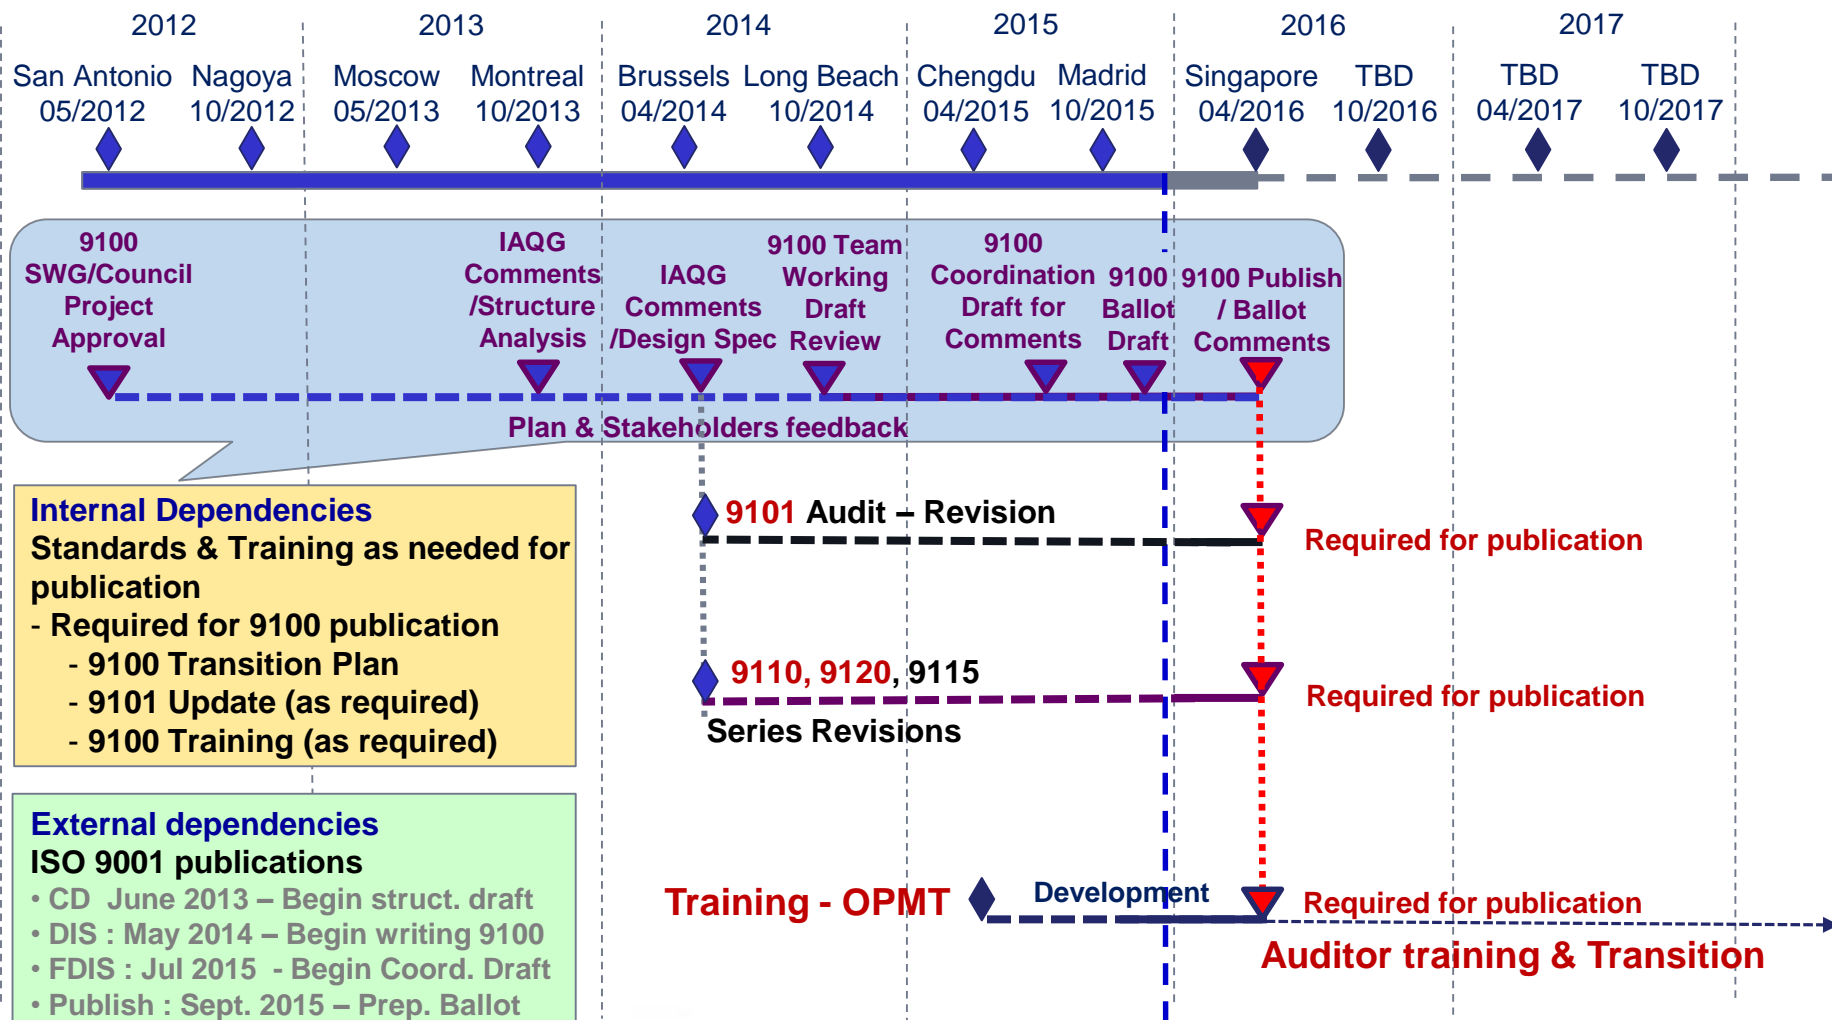 2012
2013
2014
2015
2016
2017
San Antonio
05/2012
Nagoya
10/2012
Moscow
05/2013
Montreal
10/2013
Brussels
04/2014
Long Beach
10/2014
Chengdu
04/2015
Madrid
10/2015
Singapore
04/2016
TBD
10/2016
TBD
04/2017
TBD
10/2017
9100
SWG/Council
Project
Approval
IAQG
Comments
/Structure
Analysis
IAQG
Comments
/Design Spec
9100 Team
Working
Draft
Review
9100
Coordination
Draft for
Comments
9100
Ballot
Draft
9100 Publish
/ Ballot
Comments
Plan & Stakeholders feedback
Internal Dependencies
Standards & Training as needed for
publication
- Required for 9100 publication
- 9100 Transition Plan
- 9101 Update (as required)
- 9100 Training (as required)
9101 Audit – Revision
Required for publication
9110, 9120, 9115
Series Revisions
Required for publication
External dependencies
ISO 9001 publications
• CD June 2013 – Begin struct. draft
• DIS : May 2014 – Begin writing 9100
• FDIS : Jul 2015 - Begin Coord. Draft
• Publish : Sept. 2015 – Prep. Ballot
Training - OPMT
Development
Required for publication
Auditor training & Transition